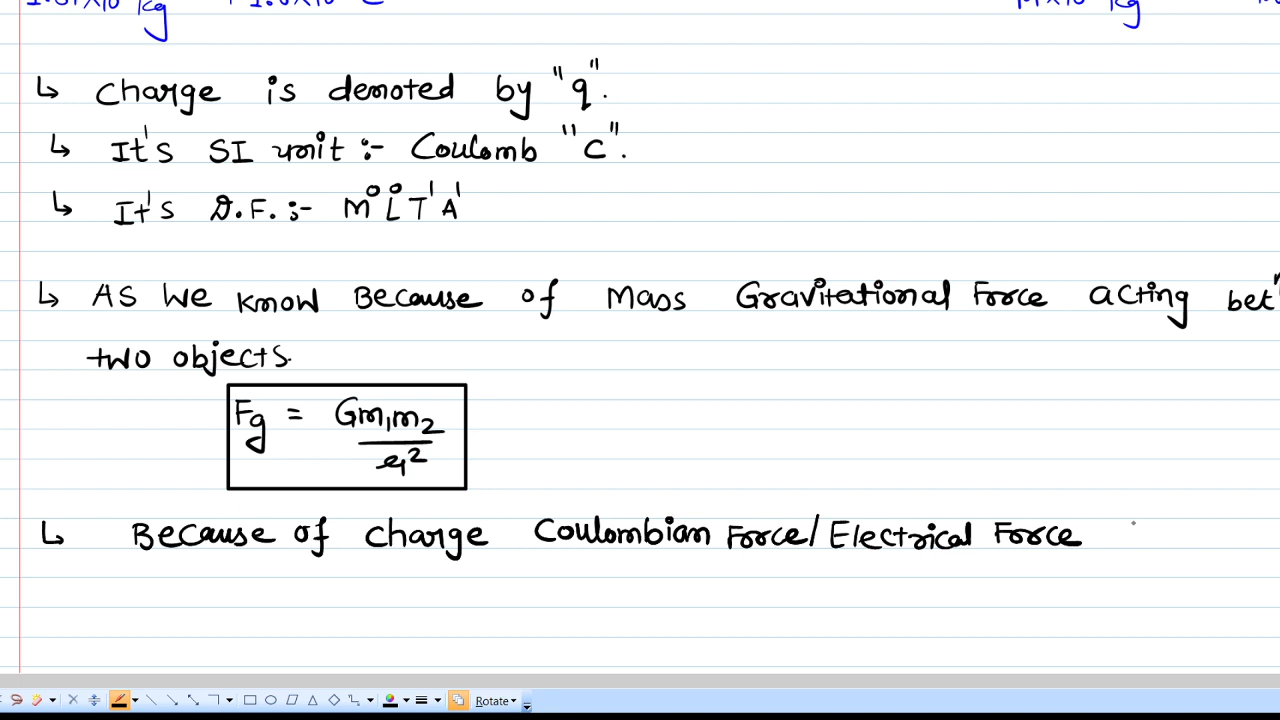 ↳ Charge is denoted by "q".
↳ It's SI unit :- Coulomb "C".
↳ It's D.F. :- M⁰L⁰T¹A¹
↳ As we know Because of Mass Gravitational Force acting betⁿ
two objects.
Fg = Gm₁m₂/r²
↳ Because of charge Coulombian Force/Electrical Force
Rotate